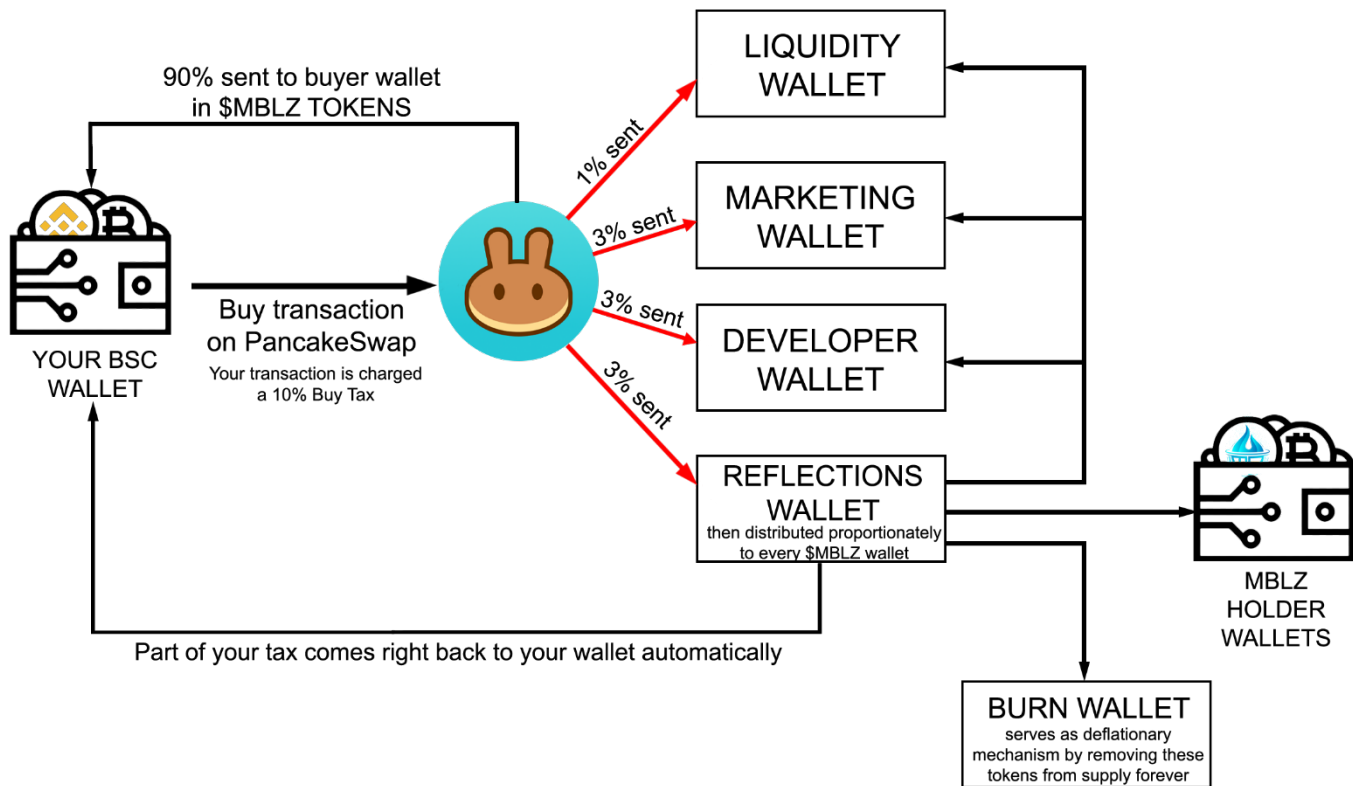 90% sent to buyer wallet
in $MBLZ TOKENS
YOUR BSC
WALLET
Buy transaction
on PancakeSwap
Your transaction is charged
a 10% Buy Tax
1% sent
3% sent
3% sent
3% sent
LIQUIDITY
WALLET
MARKETING
WALLET
DEVELOPER
WALLET
REFLECTIONS
WALLET
then distributed proportionately
to every $MBLZ wallet
MBLZ
HOLDER
WALLETS
Part of your tax comes right back to your wallet automatically
BURN WALLET
serves as deflationary
mechanism by removing these
tokens from supply forever